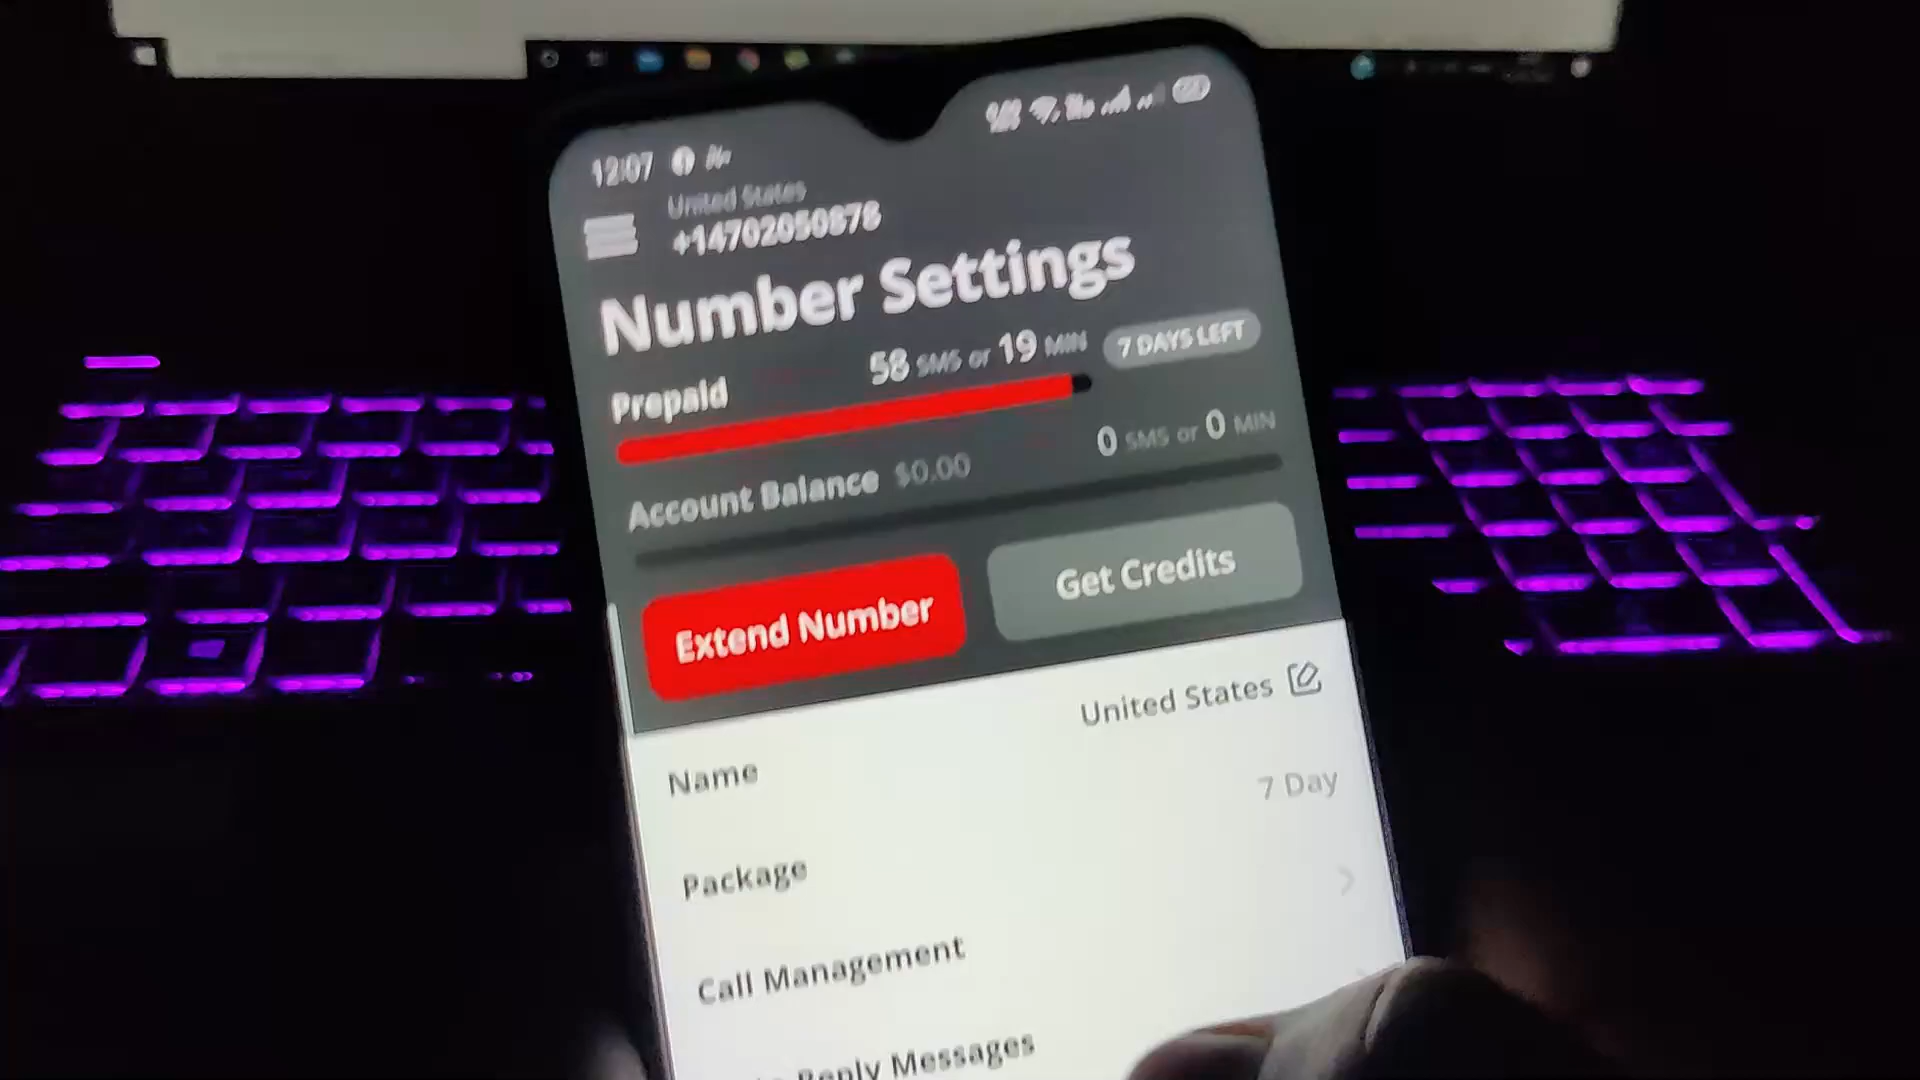 12:07
United States
+14702050878
Number Settings
Prepaid 58 SMS or 19 MIN 7 DAYS LEFT
Account Balance $0.00 0 SMS or 0 MIN
Extend Number Get Credits
Name United States
Package 7 Day
Call Management
Reply Messages